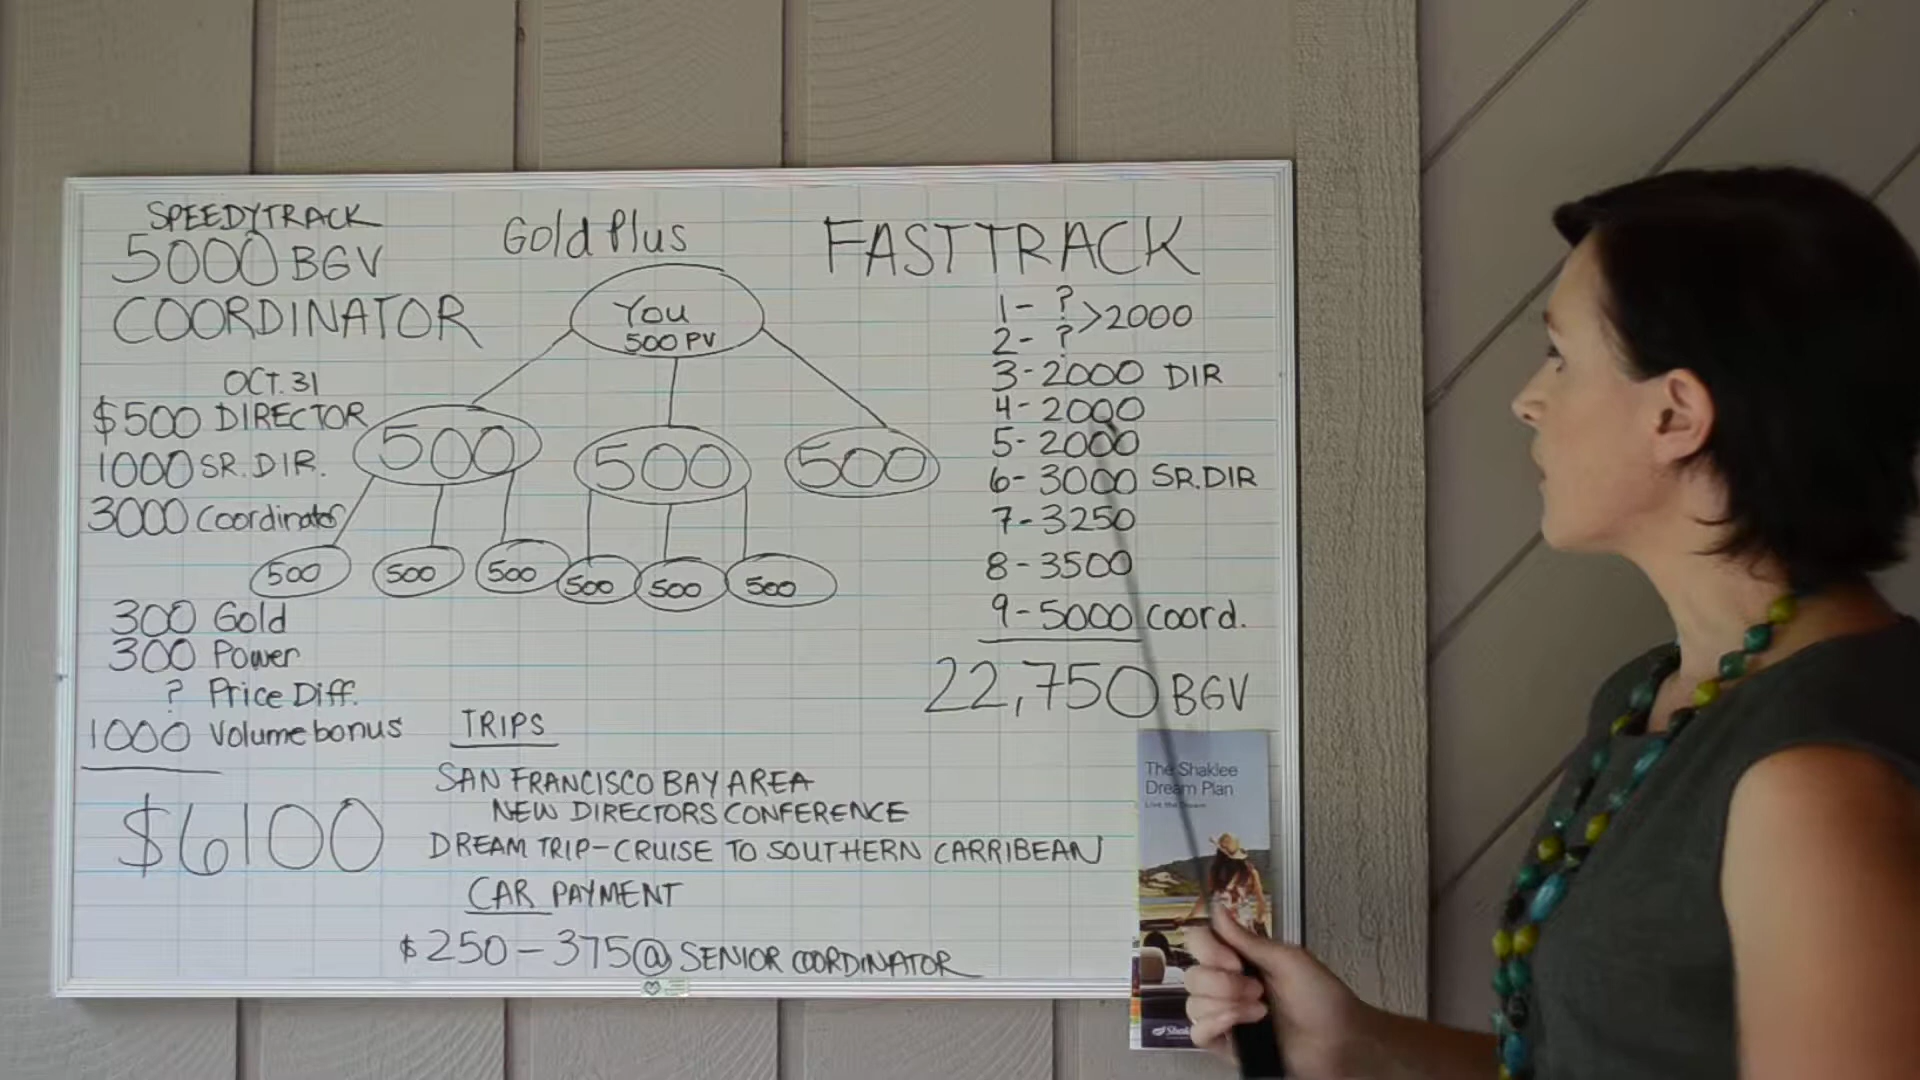 SPEEDYTRACK
5000 BGV
COORDINATOR
OCT. 31
$500 DIRECTOR
1000 SR. DIR.
3000 Coordinator
300 Gold
300 Power
? Price Diff.
1000 Volume bonus
$6100
Gold Plus
You
500 PV
500 500 500
500 500 500 500 500 500
TRIPS
SAN FRANCISCO BAY AREA
NEW DIRECTORS CONFERENCE
DREAM TRIP - CRUISE TO SOUTHERN CARRIBEAN
CAR PAYMENT
$250 - 375 @ SENIOR COORDINATOR
FASTTRACK
1 - ?
2 - ? > 2000
3 - 2000 DIR
4 - 2000
5 - 2000
6 - 3000 SR. DIR
7 - 3250
8 - 3500
9 - 5000 Coord.
22,750 BGV
The Shaklee
Dream Plan
Live the Dream